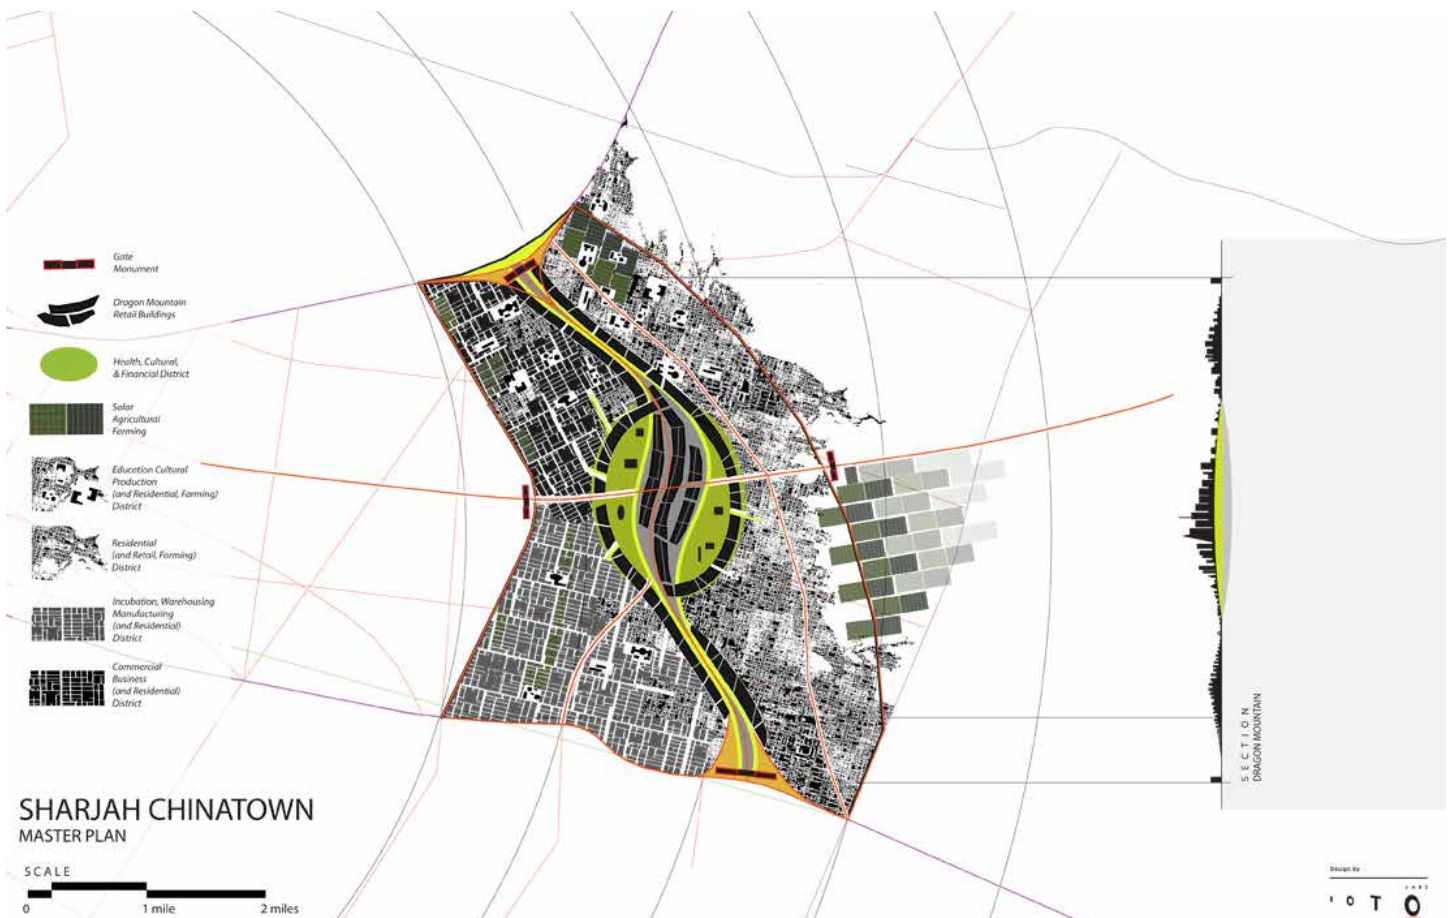 Gate
Monument
Dragon Mountain
Retail Buildings
Health, Cultural,
& Financial District
Solar
Agricultural
Farming
Education Cultural
Production
(and Residential, Farming)
District
Residential
(and Retail, Farming)
District
Incubation, Warehousing
Manufacturing
(and Residential)
District
Commercial
Business
(and Residential)
District
SHARJAH CHINATOWN
MASTER PLAN
SCALE
0 1 mile 2 miles
SECTION
DRAGON MOUNTAIN
Design by
LABS